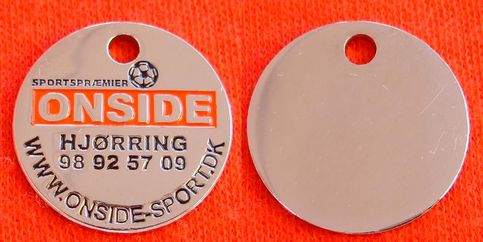 SPORTSPRÆMIER
ONSIDE
HJØRRING
98 92 57 09
WWW.ONSIDE-SPORT.DK